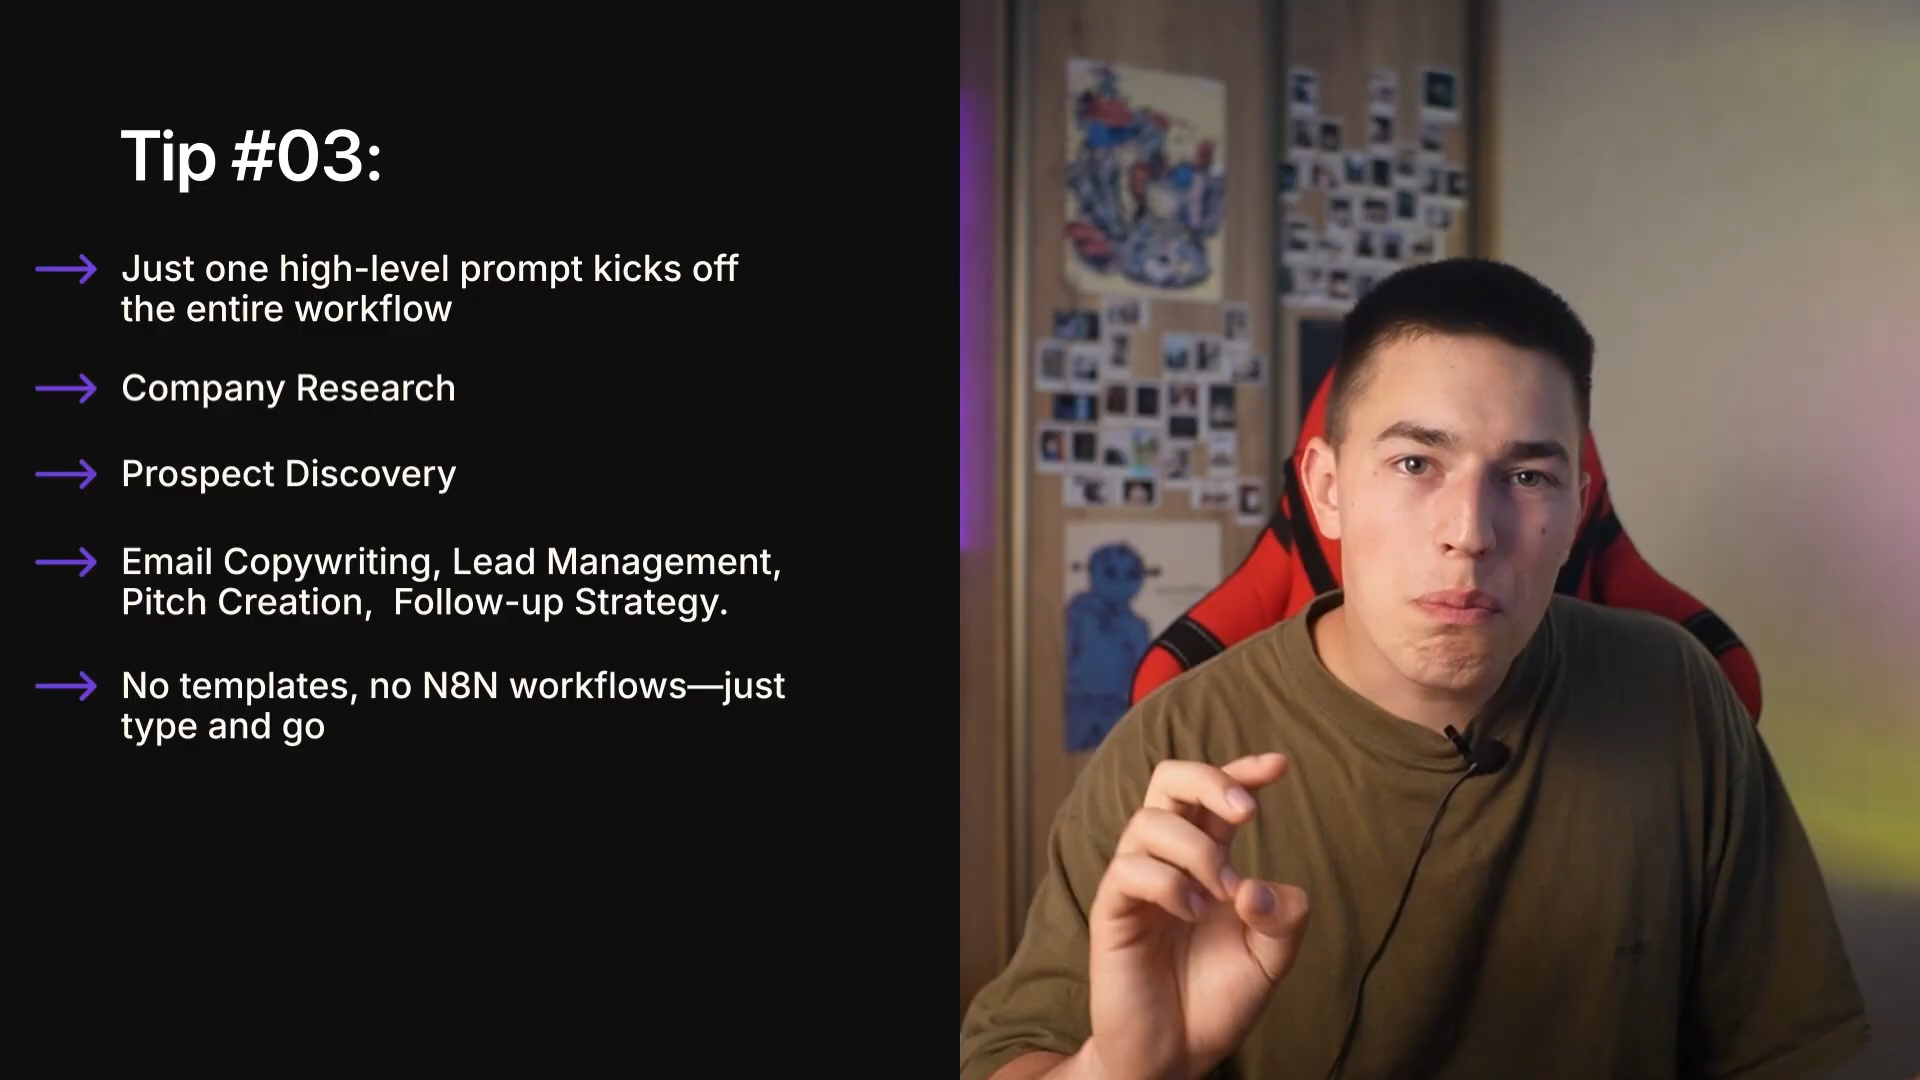 Tip #03:
Just one high-level prompt kicks off
the entire workflow
Company Research
Prospect Discovery
Email Copywriting, Lead Management,
Pitch Creation,  Follow-up Strategy.
No templates, no N8N workflows—just
type and go